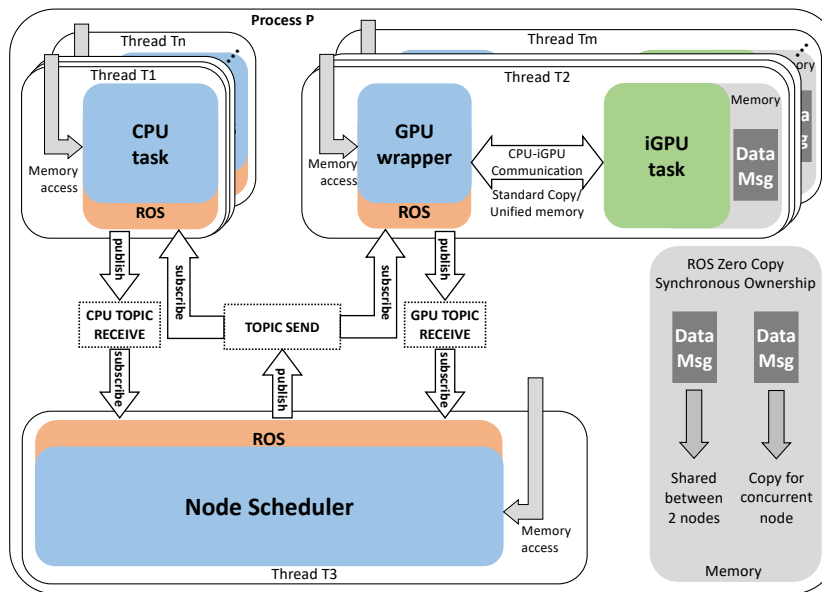 Process P
Thread Tn
Thread Tm
Thread T1
Thread T2
CPU
task
GPU
wrapper
iGPU
task
Memory
Data
Msg
Memory
access
Memory
access
CPU-iGPU
Communication
Standard Copy/
Unified memory
ROS
ROS
publish
subscribe
subscribe
publish
CPU TOPIC
RECEIVE
TOPIC SEND
GPU TOPIC
RECEIVE
subscribe
publish
subscribe
ROS
Node Scheduler
Memory
access
Thread T3
ROS Zero Copy
Synchronous Ownership
Data
Msg
Data
Msg
Shared
between
2 nodes
Copy for
concurrent
node
Memory